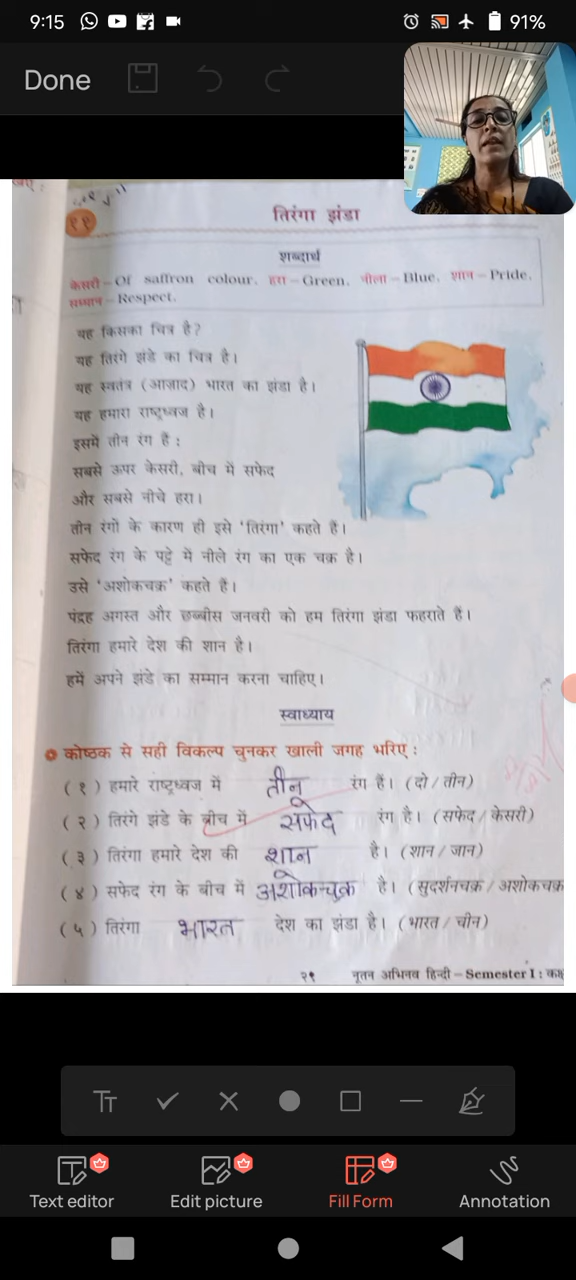 9:15
91%
Done
११
तिरंगा झंडा
शब्दार्थ
केसरी – Of saffron colour, हरा – Green, नीला – Blue, शान – Pride,
सम्मान – Respect.
यह किसका चित्र है?
यह तिरंगे झंडे का चित्र है।
यह स्वतंत्र (आज़ाद) भारत का झंडा है।
यह हमारा राष्ट्रध्वज है।
इसमें तीन रंग हैं :
सबसे ऊपर केसरी, बीच में सफेद
और सबसे नीचे हरा।
तीन रंगों के कारण ही इसे 'तिरंगा' कहते हैं।
सफेद रंग के पट्टे में नीले रंग का एक चक्र है।
उसे 'अशोकचक्र' कहते हैं।
पंद्रह अगस्त और छब्बीस जनवरी को हम तिरंगा झंडा फहराते हैं।
तिरंगा हमारे देश की शान है।
हमें अपने झंडे का सम्मान करना चाहिए।
स्वाध्याय
कोष्ठक से सही विकल्प चुनकर खाली जगह भरिए :
(१) हमारे राष्ट्रध्वज में तीन रंग हैं। (दो / तीन)
(२) तिरंगे झंडे के बीच में सफेद रंग है। (सफेद / केसरी)
(३) तिरंगा हमारे देश की शान है। (शान / जान)
(४) सफेद रंग के बीच में अशोकचक्र है। (सुदर्शनचक्र / अशोकचक्र
(५) तिरंगा भारत देश का झंडा है। (भारत / चीन)
२१ नूतन अभिनव हिन्दी – Semester I :
Text editor
Edit picture
Fill Form
Annotation